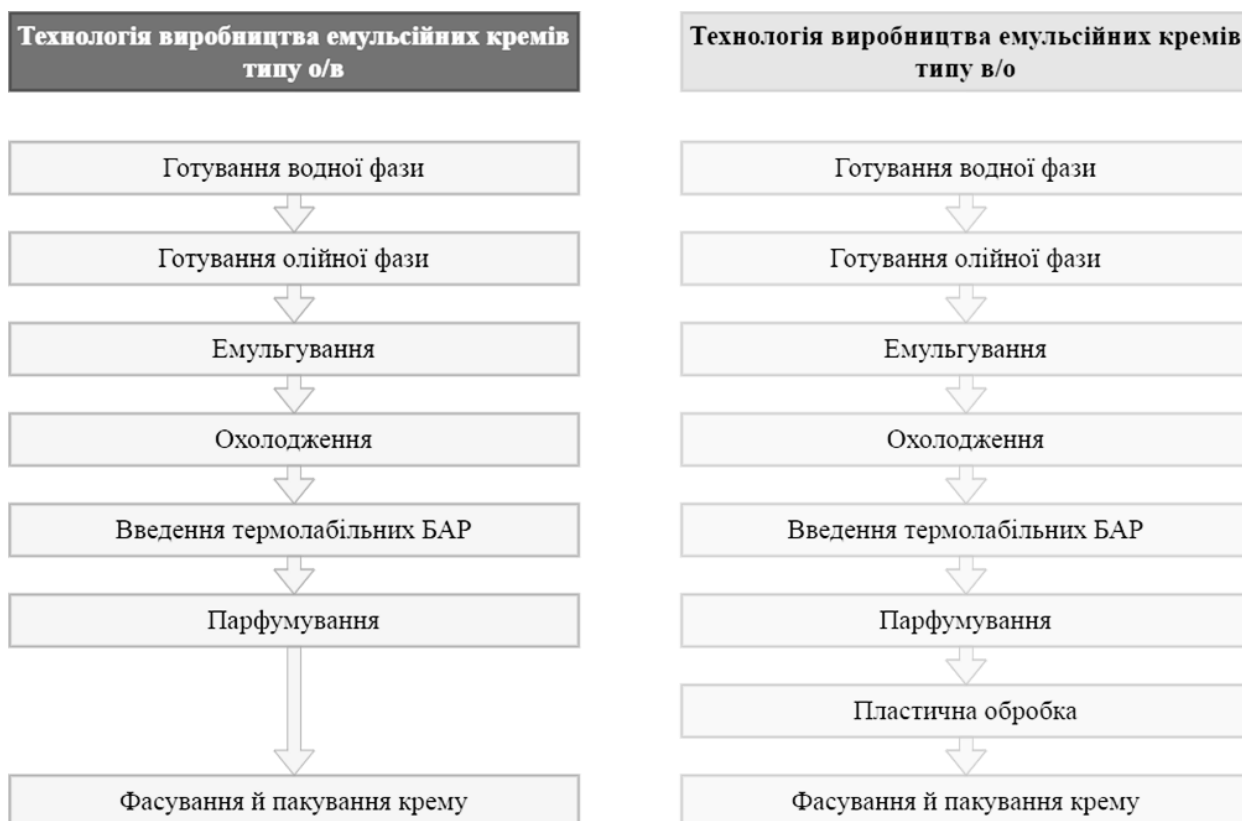 Технологія виробництва емульсійних кремів
типу о/в
Готування водної фази
Готування олійної фази
Емульгування
Охолодження
Введення термолабільних БАР
Парфумування
Фасування й пакування крему
Технологія виробництва емульсійних кремів
типу в/о
Готування водної фази
Готування олійної фази
Емульгування
Охолодження
Введення термолабільних БАР
Парфумування
Пластична обробка
Фасування й пакування крему